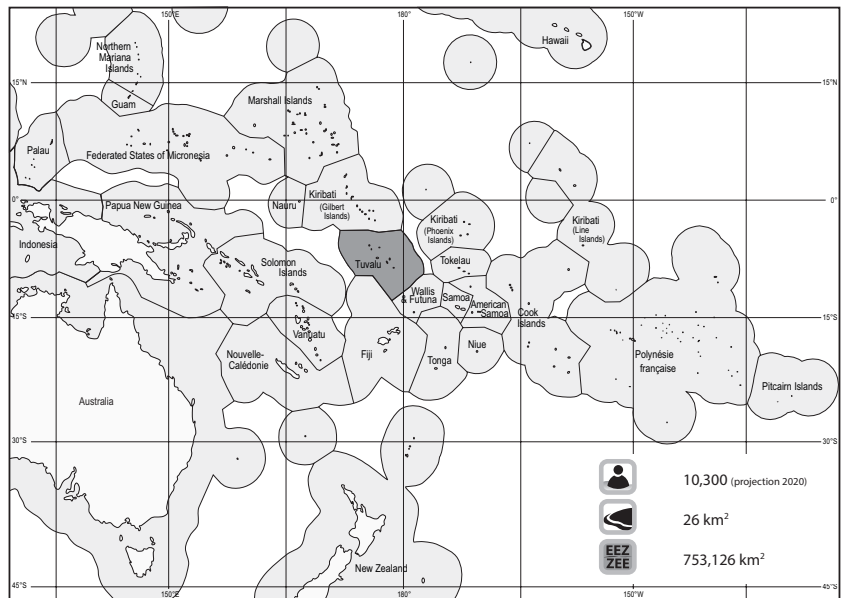 150°E
180°
150°W
Hawaii
Northern
Mariana
Islands
15°N
15°N
Guam
Marshall Islands
Palau
Federated States of Micronesia
0°
0°
Papua New Guinea
Nauru
Kiribati
(Gilbert
Islands)
Kiribati
(Phoenix
Islands)
Kiribati
(Line
Islands)
Indonesia
Solomon
Islands
Tuvalu
Tokelau
Wallis
& Futuna
Samoa
American
Samoa
Cook
Islands
15°S
15°S
Vanuatu
Nouvelle-
Calédonie
Fiji
Tonga
Niue
Polynésie
française
Pitcairn Islands
Australia
30°S
30°S
10,300 (projection 2020)
26 km²
EEZ
ZEE
753,126 km²
New Zealand
45°S
45°S
150°E
180°
150°W